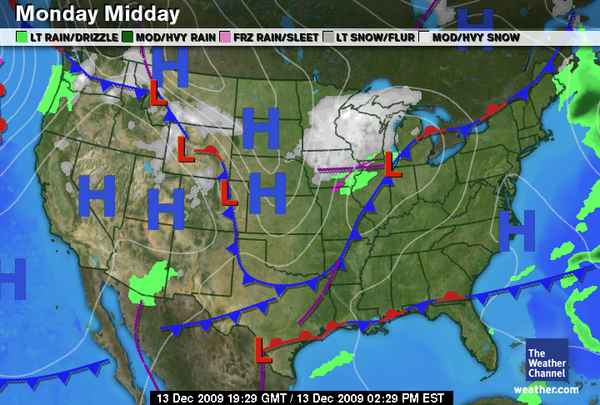 Monday Midday
LT RAIN/DRIZZLE MOD/HVY RAIN FRZ RAIN/SLEET LT SNOW/FLUR MOD/HVY SNOW
H
H
L
H
L
L
H
L
H
H
H
H
L
The
Weather
Channel
weather.com
13 Dec 2009 19:29 GMT / 13 Dec 2009 02:29 PM EST